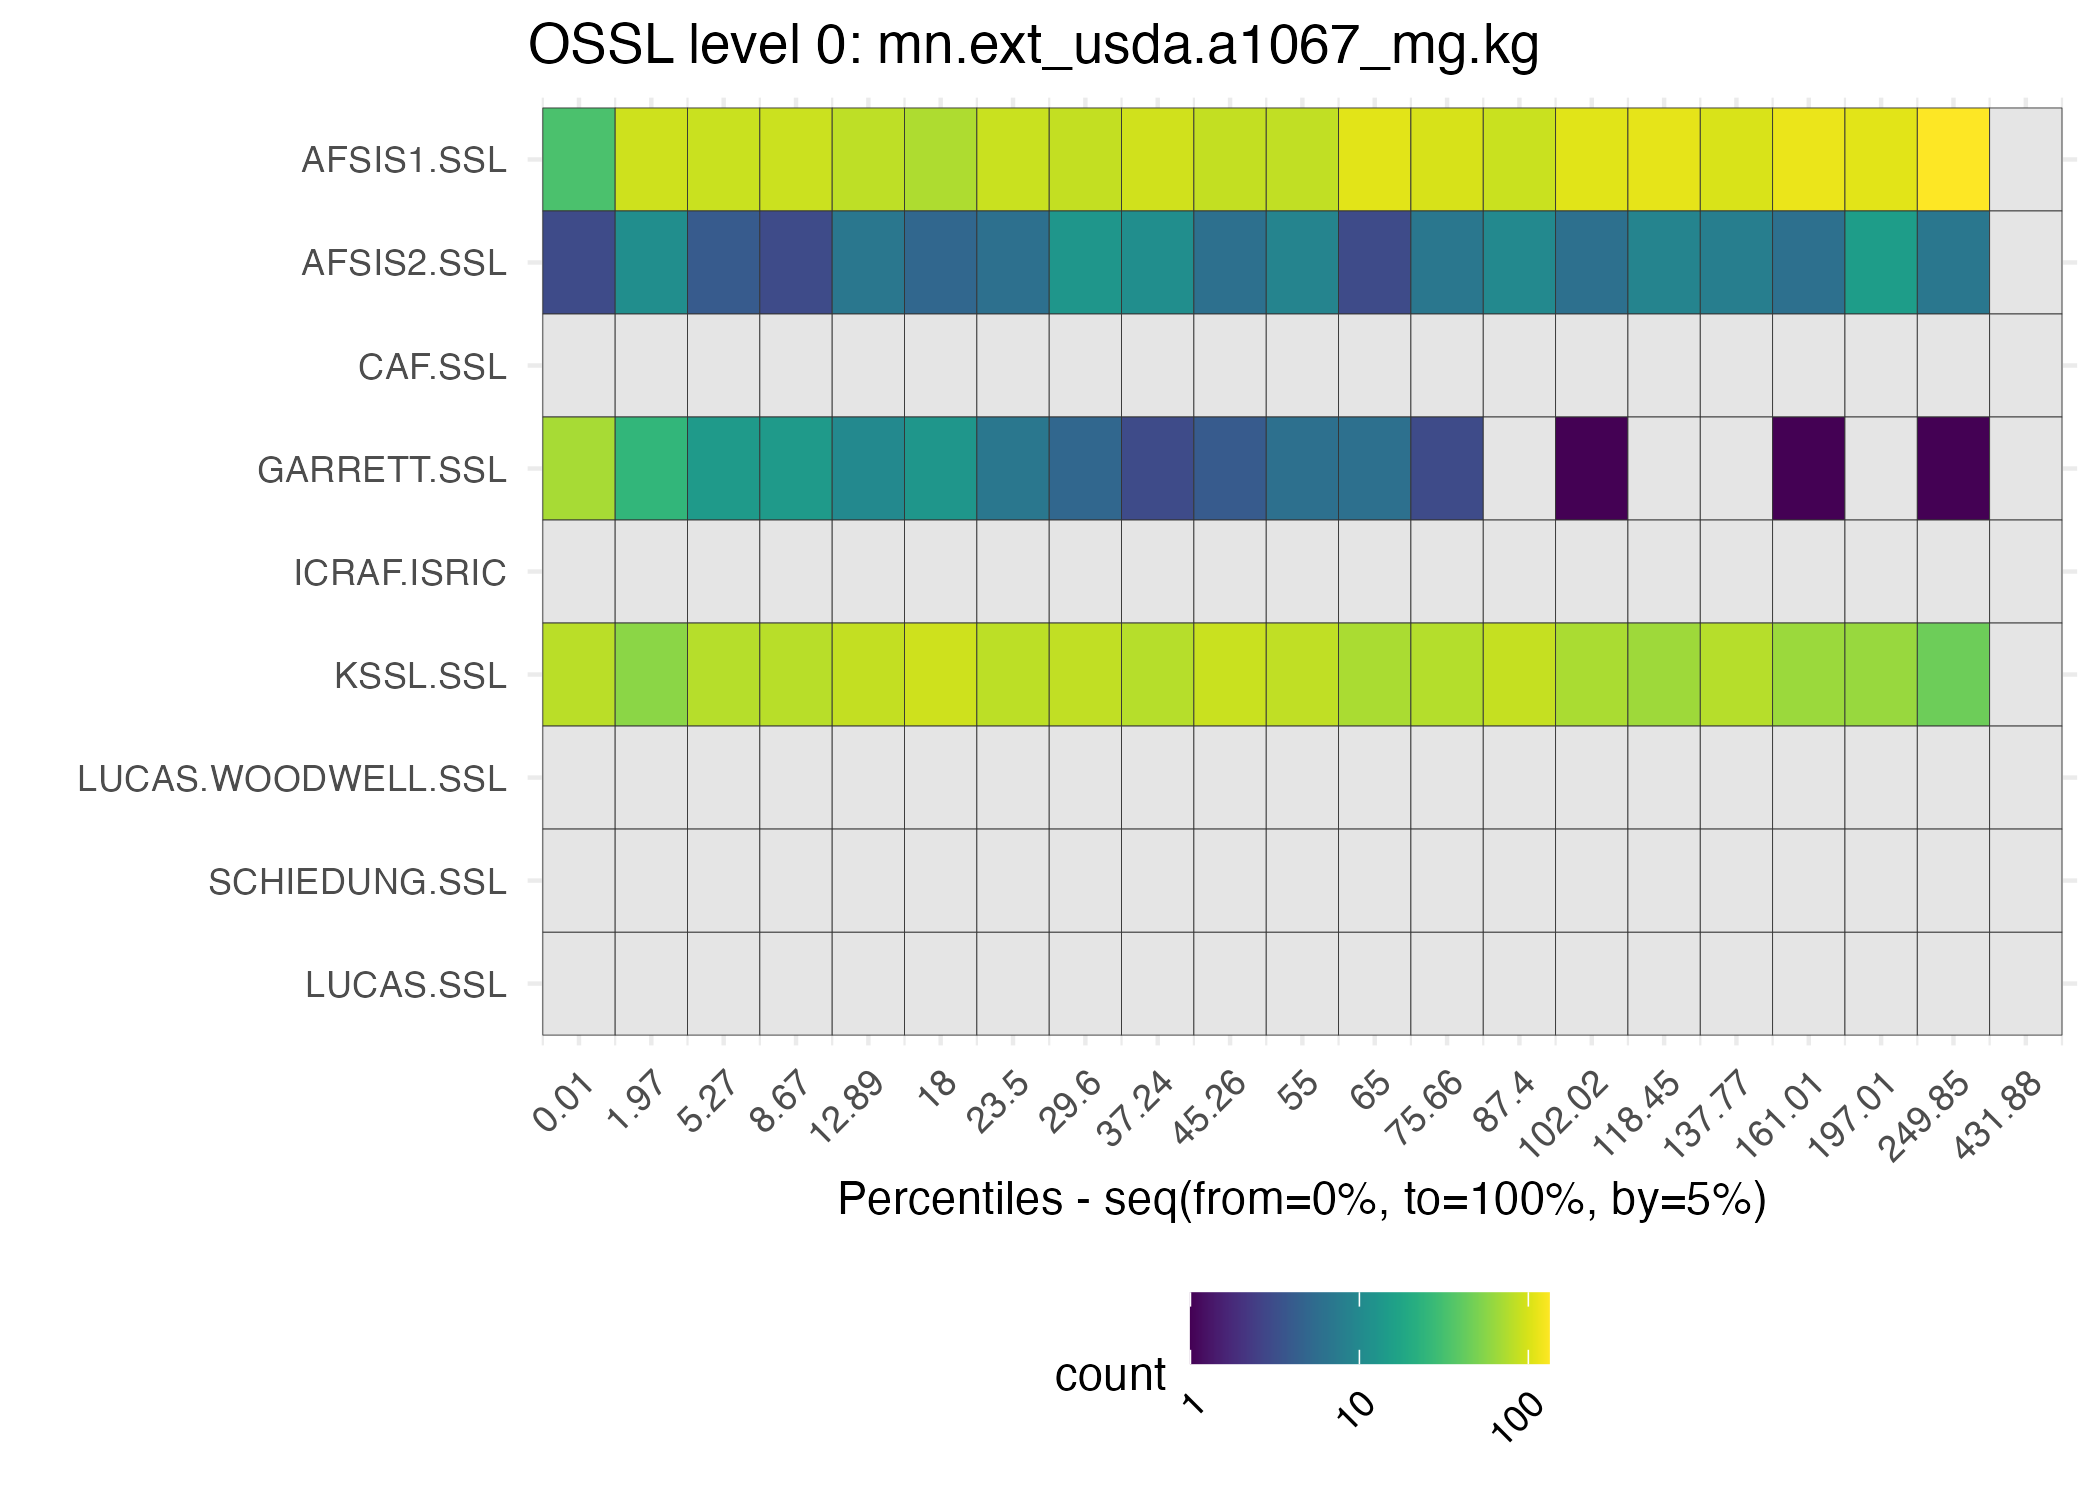 OSSL level 0: mn.ext_usda.a1067_mg.kg
AFSIS1.SSL
AFSIS2.SSL
CAF.SSL
GARRETT.SSL
ICRAF.ISRIC
KSSL.SSL
LUCAS.WOODWELL.SSL
SCHIEDUNG.SSL
LUCAS.SSL
0.01 1.97 5.27 8.67 12.89 18 23.5 29.6 37.24 45.26 55 65 75.66 87.4 102.02 118.45 137.77 161.01 197.01 249.85 431.88
Percentiles - seq(from=0%, to=100%, by=5%)
count
1 10 100